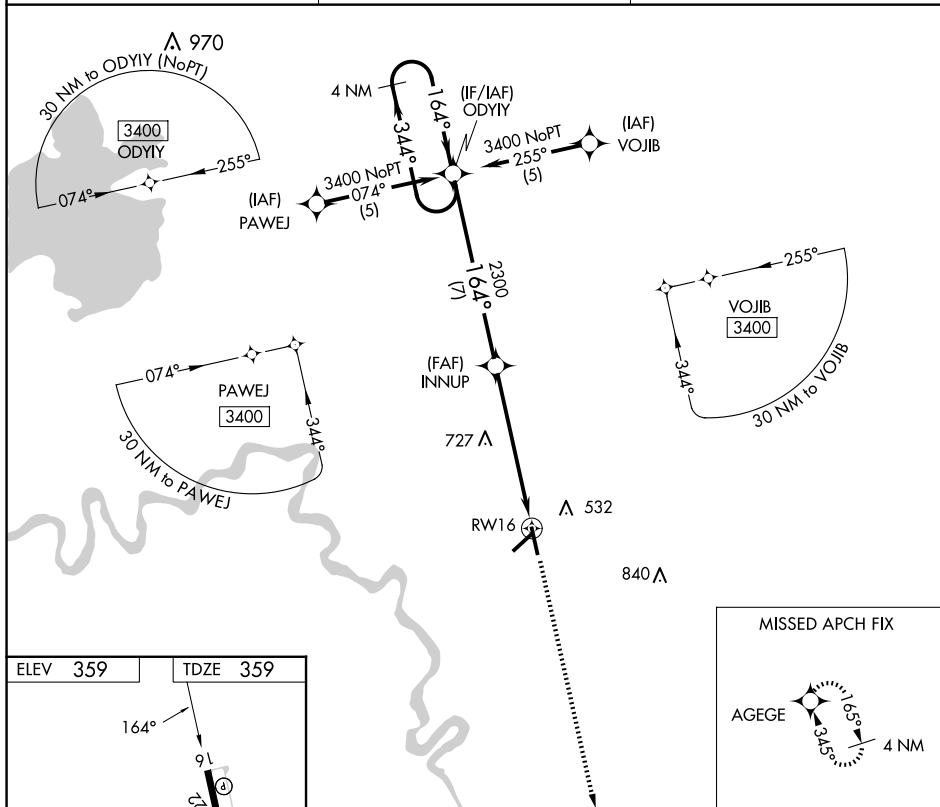 970
30 NM to ODYIY (NoPT)
3400
ODYIY
255°
074°
4 NM
164°
344°
(IF/IAF)
ODYIY
3400 NoPT
255°
(5)
(IAF)
VOJIB
3400 NoPT
074°
(5)
(IAF)
PAWEJ
2300
164°
(7)
255°
VOJIB
3400
344°
30 NM to VOJIB
074°
PAWEJ
3400
344°
30 NM to PAWEJ
(FAF)
INNUP
727
RW16
532
840
MISSED APCH FIX
AGEGE
165°
345°
4 NM
ELEV 359
TDZE 359
164°
16
P